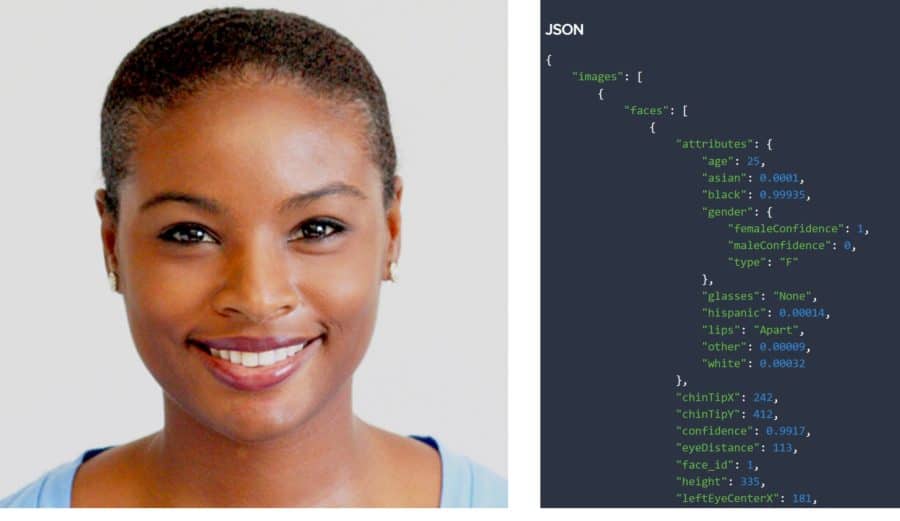 JSON
{
"images": [
{
"faces": [
{
"attributes": {
"age": 25,
"asian": 0.0001,
"black": 0.99935,
"gender": {
"femaleConfidence": 1,
"maleConfidence": 0,
"type": "F"
},
"glasses": "None",
"hispanic": 0.00014,
"lips": "Apart",
"other": 0.00009,
"white": 0.00032
},
"chinTipX": 242,
"chinTipY": 412,
"confidence": 0.9917,
"eyeDistance": 113,
"face_id": 1,
"height": 335,
"leftEyeCenterX": 181,